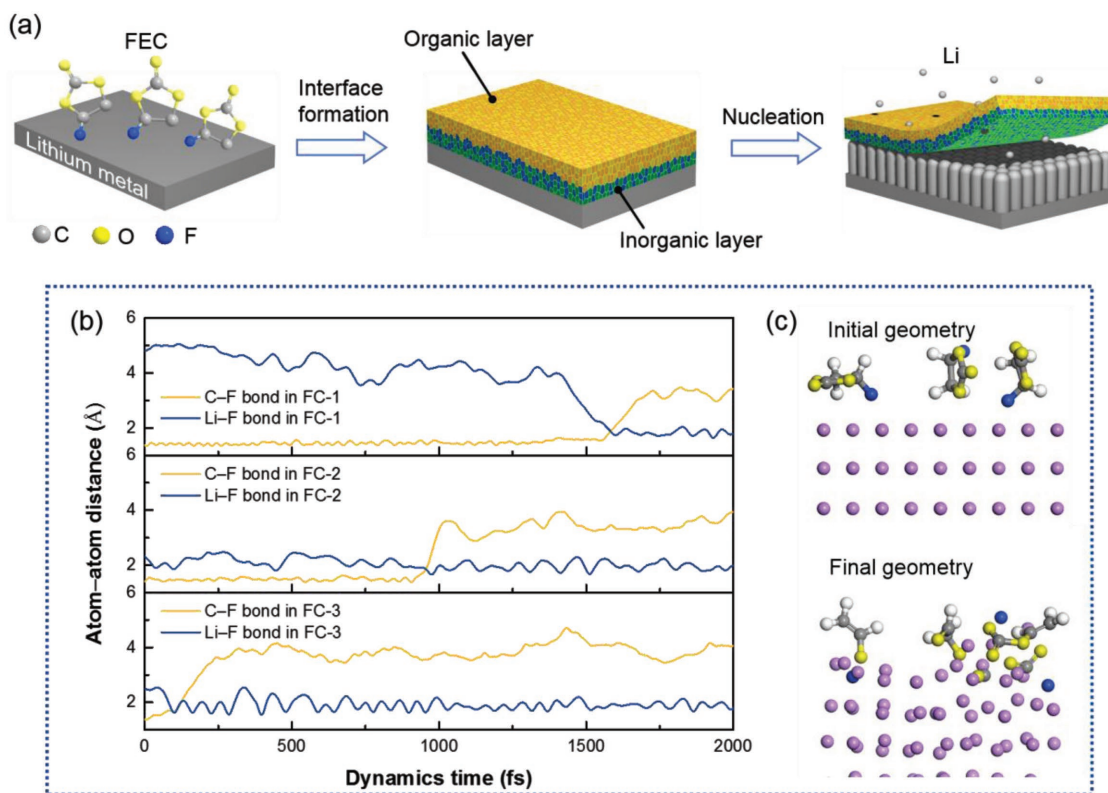 (a)
FEC
Lithium metal
C O F
Interface
formation
Organic layer
Inorganic layer
Nucleation
Li
(b)
Atom–atom distance (Å)
6
4
2
C–F bond in FC-1
Li–F bond in FC-1
6
4
2
C–F bond in FC-2
Li–F bond in FC-2
6
4
2
C–F bond in FC-3
Li–F bond in FC-3
0 500 1000 1500 2000
Dynamics time (fs)
(c)
Initial geometry
Final geometry